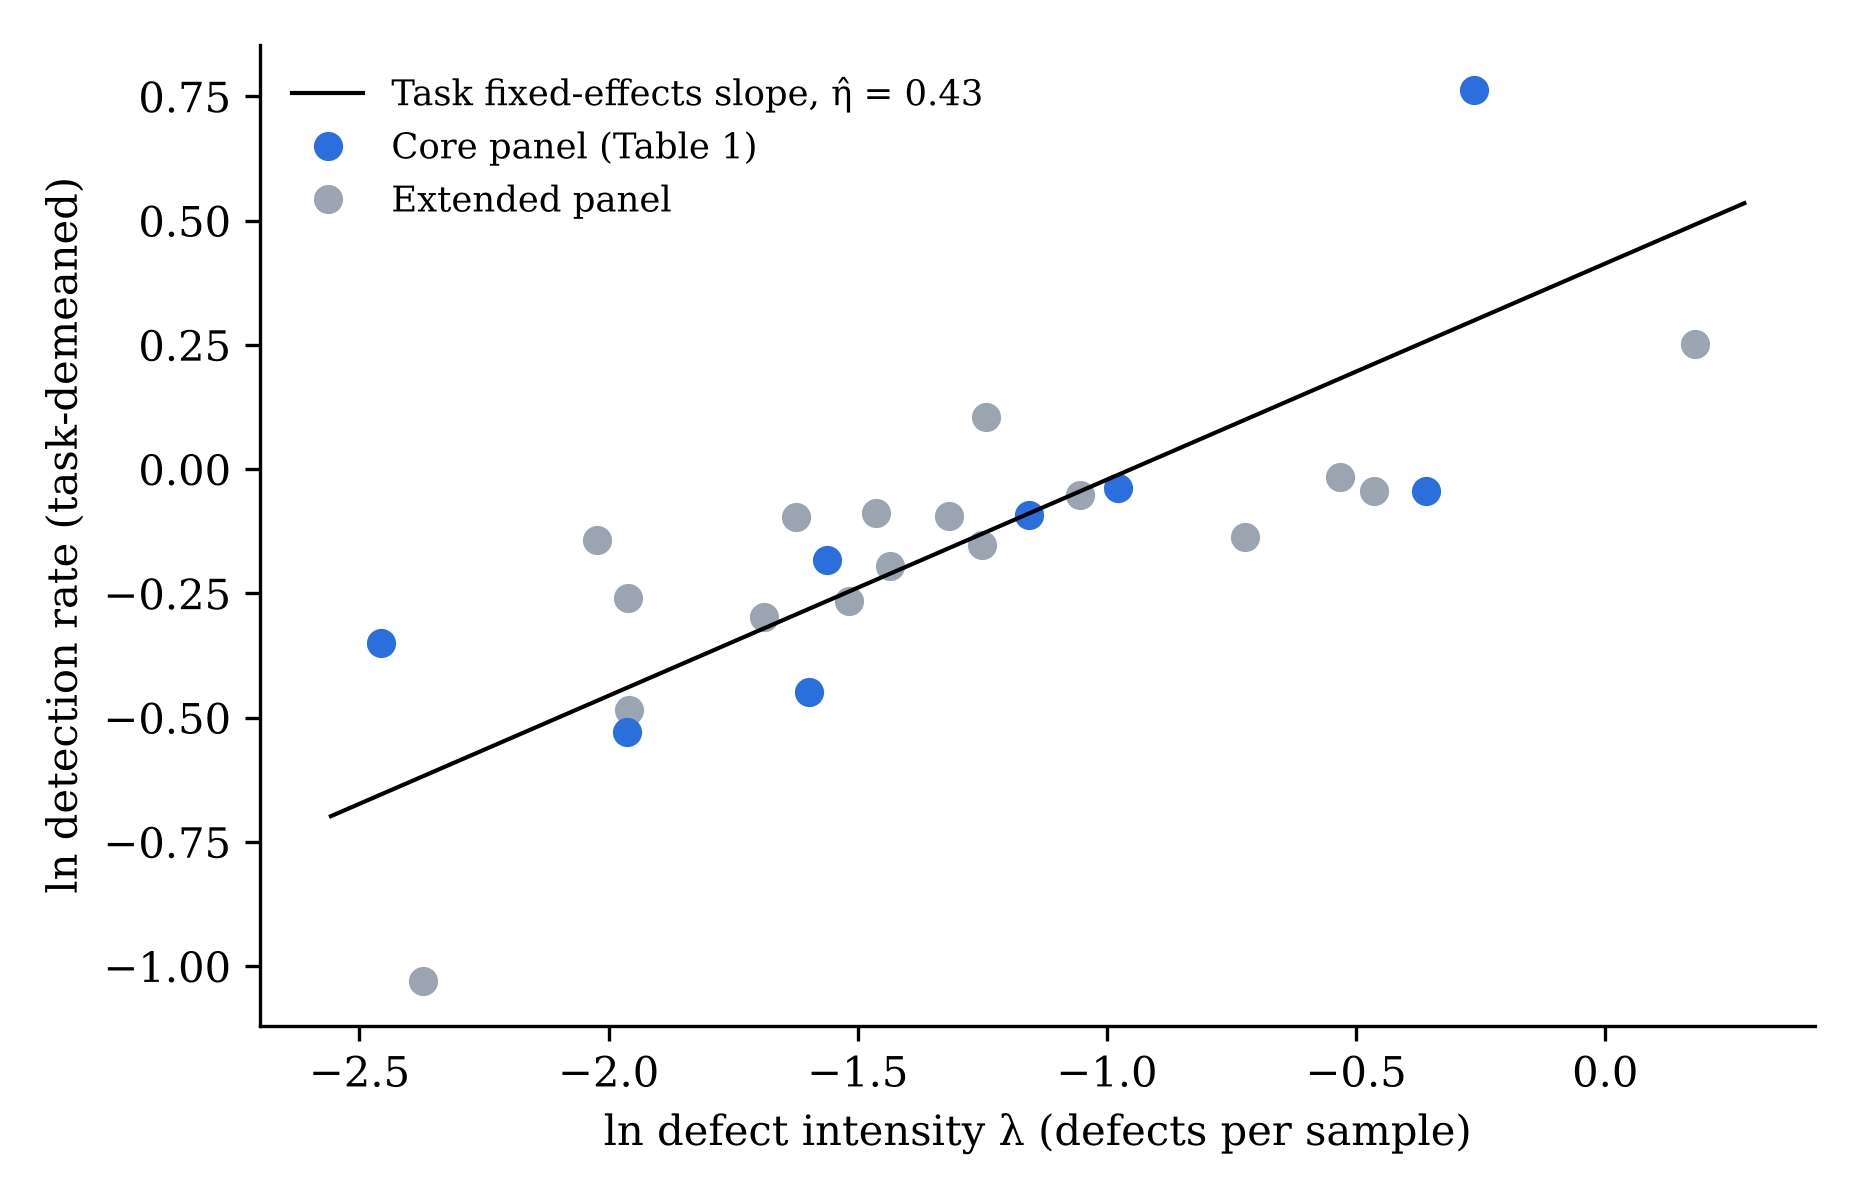 Task fixed-effects slope, η̂ = 0.43
Core panel (Table 1)
Extended panel
ln detection rate (task-demeaned)
0.75
0.50
0.25
0.00
−0.25
−0.50
−0.75
−1.00
−2.5 −2.0 −1.5 −1.0 −0.5 0.0
ln defect intensity λ (defects per sample)